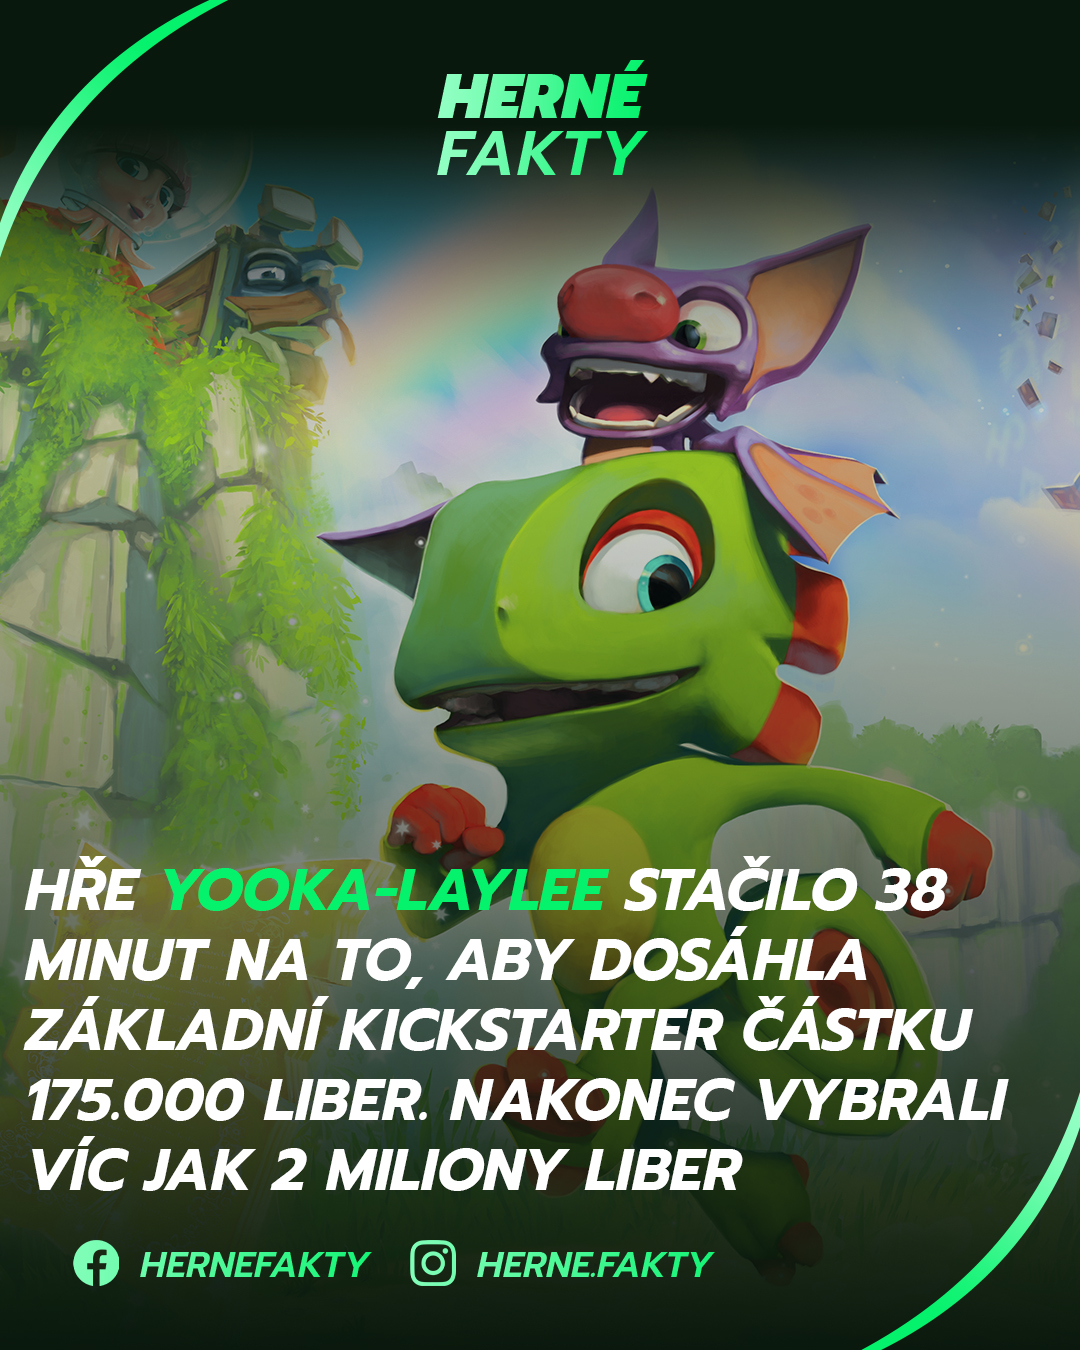 HERNÉ
FAKTY
HŘE YOOKA-LAYLEE STAČILO 38
MINUT NA TO, ABY DOSÁHLA
ZÁKLADNÍ KICKSTARTER ČÁSTKU
175.000 LIBER. NAKONEC VYBRALI
VÍC JAK 2 MILIONY LIBER
HERNEFAKTY HERNE.FAKTY